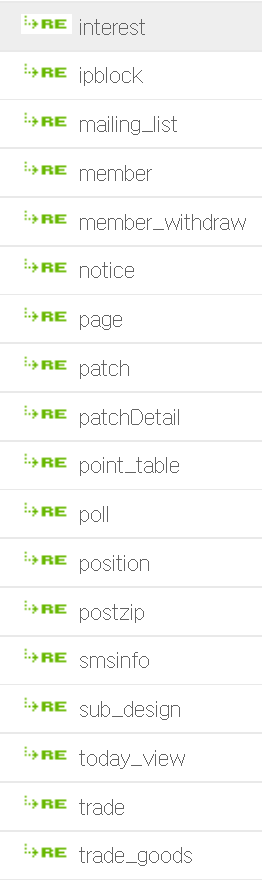 RE interest
RE ipblock
RE mailing_list
RE member
RE member_withdraw
RE notice
RE page
RE patch
RE patchDetail
RE point_table
RE poll
RE position
RE postzip
RE smsinfo
RE sub_design
RE today_view
RE trade
RE trade_goods